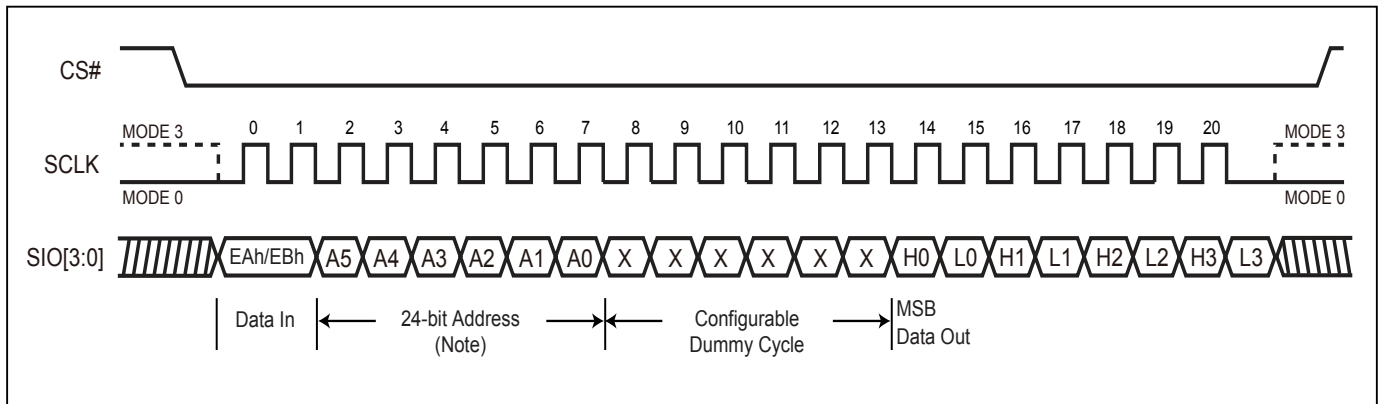 CS#
MODE 3 0 1 2 3 4 5 6 7 8 9 10 11 12 13 14 15 16 17 18 19 20 MODE 3
SCLK
MODE 0 MODE 0
SIO[3:0] EAh/EBh A5 A4 A3 A2 A1 A0 X X X X X X H0 L0 H1 L1 H2 L2 H3 L3
Data In 24-bit Address (Note) Configurable Dummy Cycle MSB Data Out